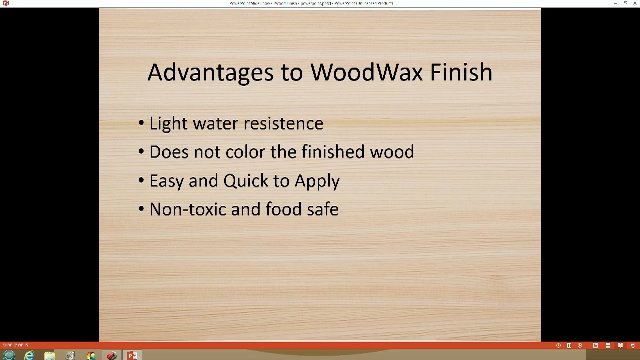 Advantages to WoodWax Finish
• Light water resistence
• Does not color the finished wood
• Easy and Quick to Apply
• Non-toxic and food safe